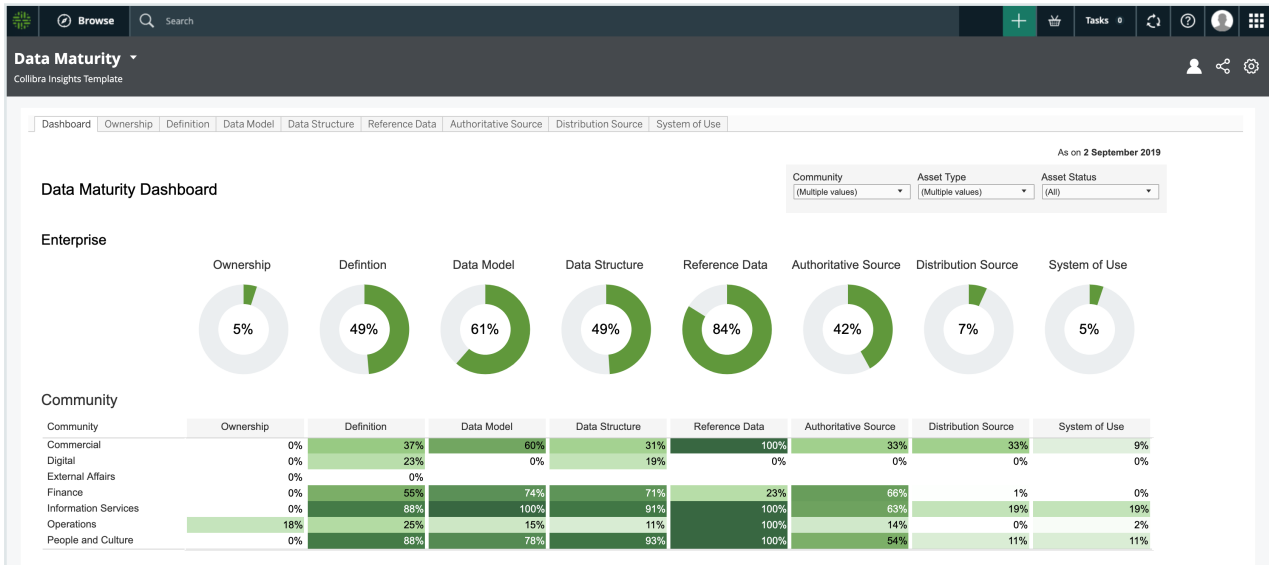 Browse Search Tasks 0
Data Maturity
Collibra Insights Template
Dashboard Ownership Definition Data Model Data Structure Reference Data Authoritative Source Distribution Source System of Use
As on 2 September 2019
Data Maturity Dashboard
Community Asset Type Asset Status
(Multiple values) (Multiple values) (All)
Enterprise
Ownership Defintion Data Model Data Structure Reference Data Authoritative Source Distribution Source System of Use
5% 49% 61% 49% 84% 42% 7% 5%
Community
Community Ownership Definition Data Model Data Structure Reference Data Authoritative Source Distribution Source System of Use
Commercial 0% 37% 60% 31% 100% 33% 33% 9%
Digital 0% 23% 0% 19% 0% 0% 0% 0%
External Affairs 0% 0%
Finance 0% 55% 74% 71% 23% 66% 1% 0%
Information Services 0% 88% 100% 91% 100% 63% 19% 19%
Operations 18% 25% 15% 11% 100% 14% 0% 2%
People and Culture 0% 88% 78% 93% 100% 54% 11% 11%